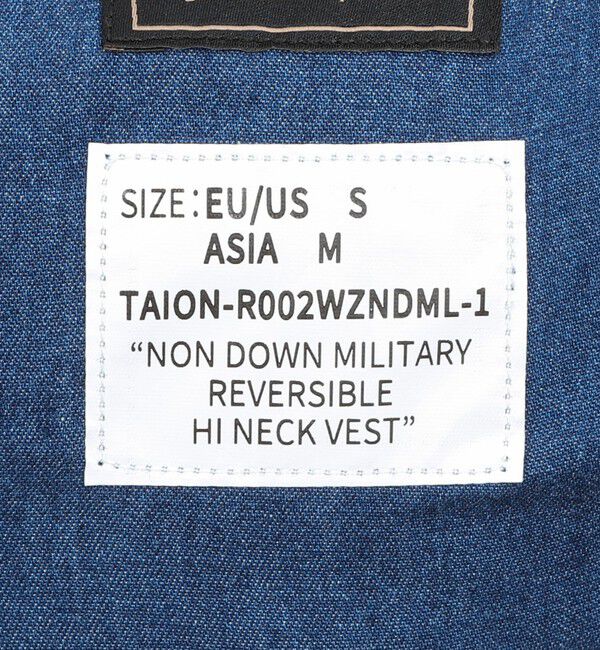 SIZE:EU/US S
ASIA M
TAION-R002WZNDML-1
“NON DOWN MILITARY
REVERSIBLE
HI NECK VEST”